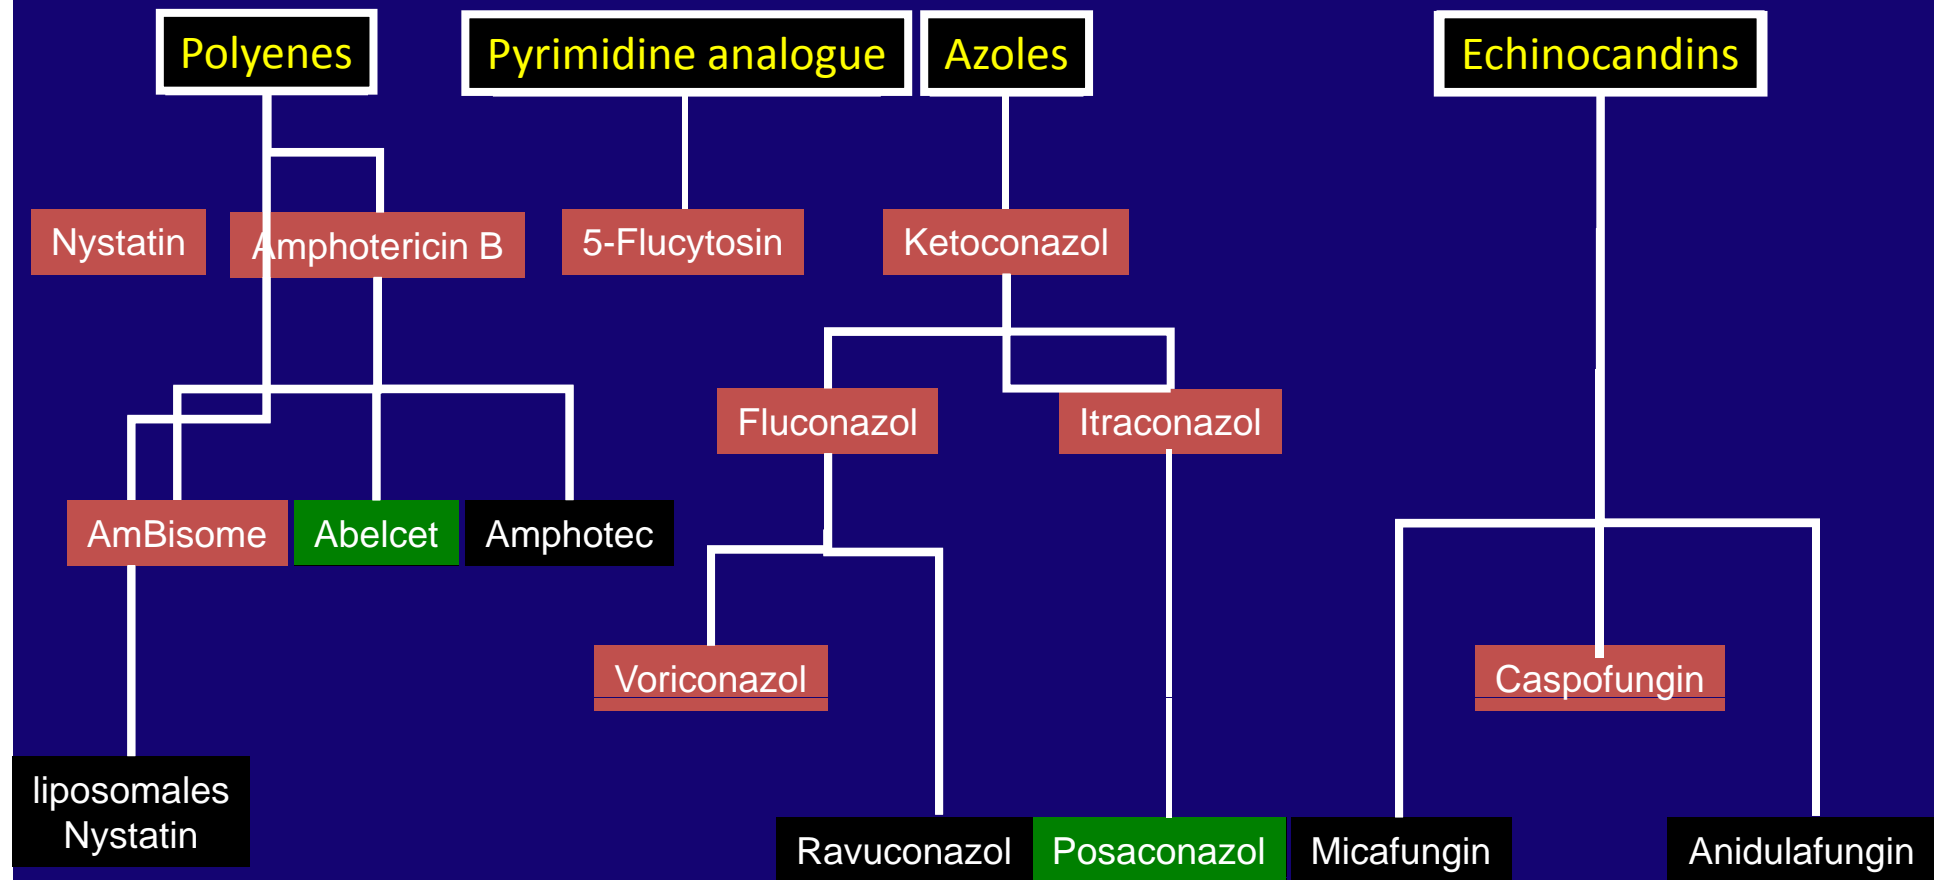 Polyenes
Pyrimidine analogue
Azoles
Echinocandins
Nystatin
Amphotericin B
5-Flucytosin
Ketoconazol
Fluconazol
Itraconazol
AmBisome
Abelcet
Amphotec
Voriconazol
Caspofungin
liposomales
Nystatin
Ravuconazol
Posaconazol
Micafungin
Anidulafungin